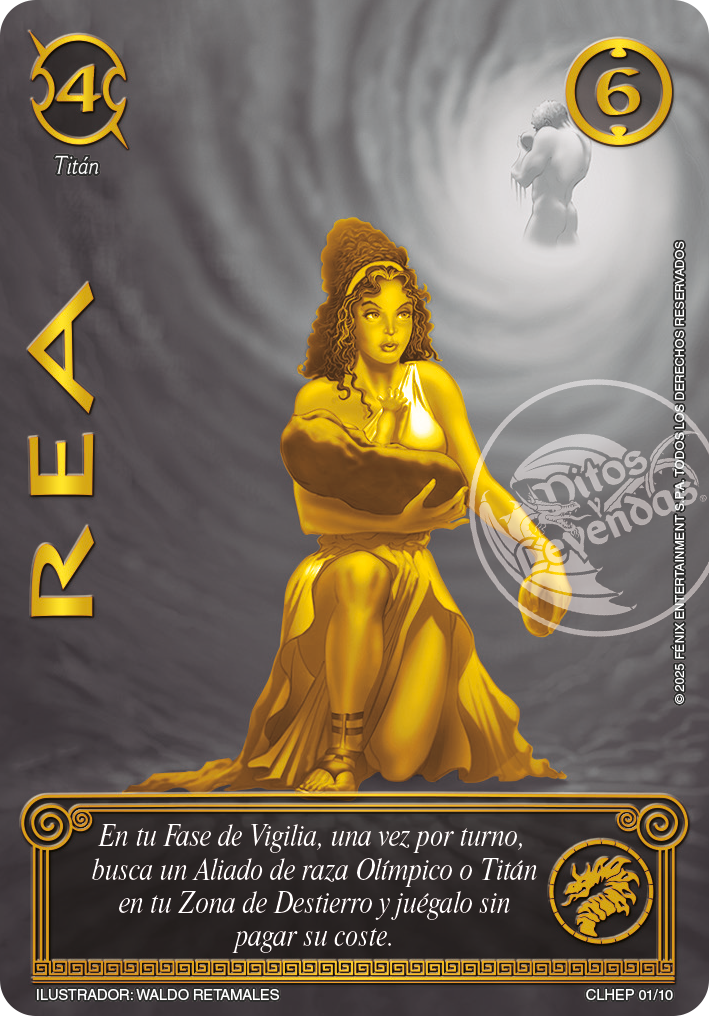 4
6
Titán
REA
© 2025 FÉNIX ENTERTAINMENT S.P.A. TODOS LOS DERECHOS RESERVADOS
Mitos
y
Leyendas®
En tu Fase de Vigilia, una vez por turno,
busca un Aliado de raza Olímpico o Titán
en tu Zona de Destierro y juégalo sin
pagar su coste.
ILUSTRADOR: WALDO RETAMALES
CLHEP 01/10